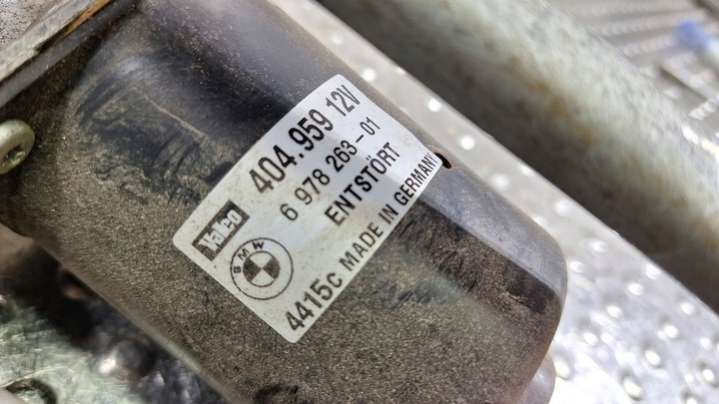 Valeo
404.959 12V
6 978 263-01
ENTSTÖRT
BMW
4415C MADE IN GERMANY